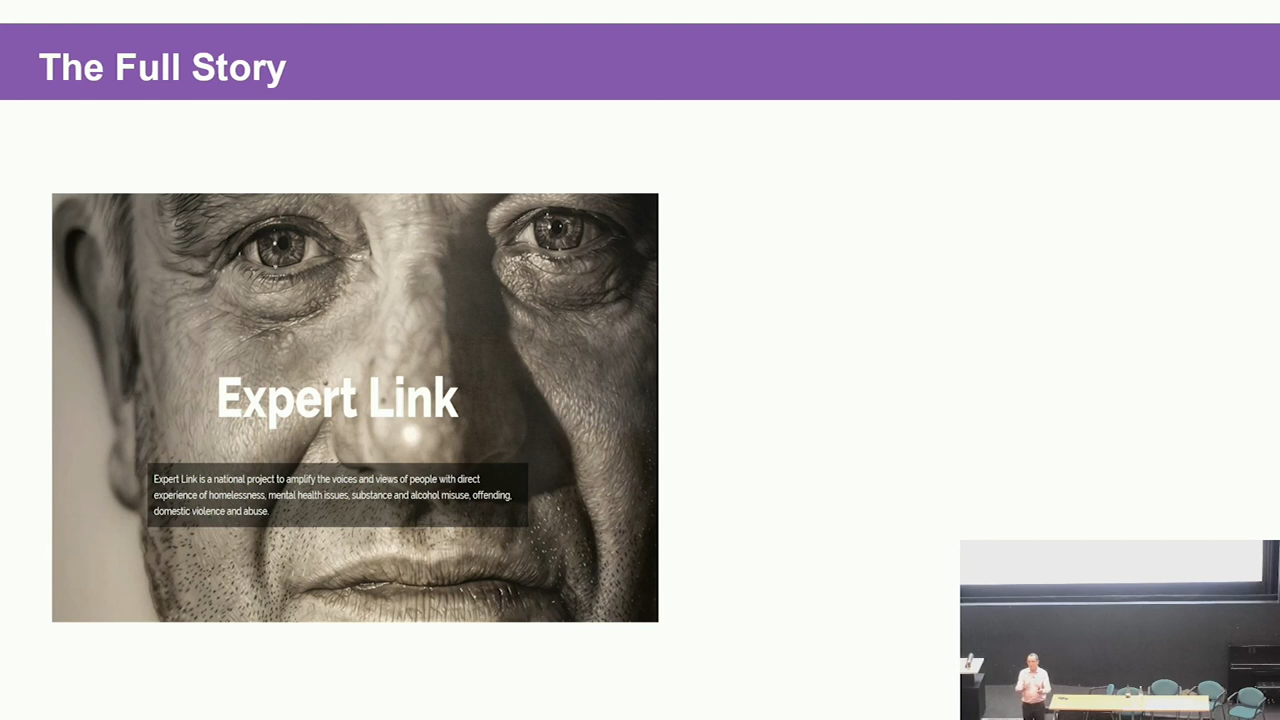 The Full Story
Expert Link
Expert Link is a national project to amplify the voices and views of people with direct
experience of homelessness, mental health issues, substance and alcohol misuse, offending,
domestic violence and abuse.